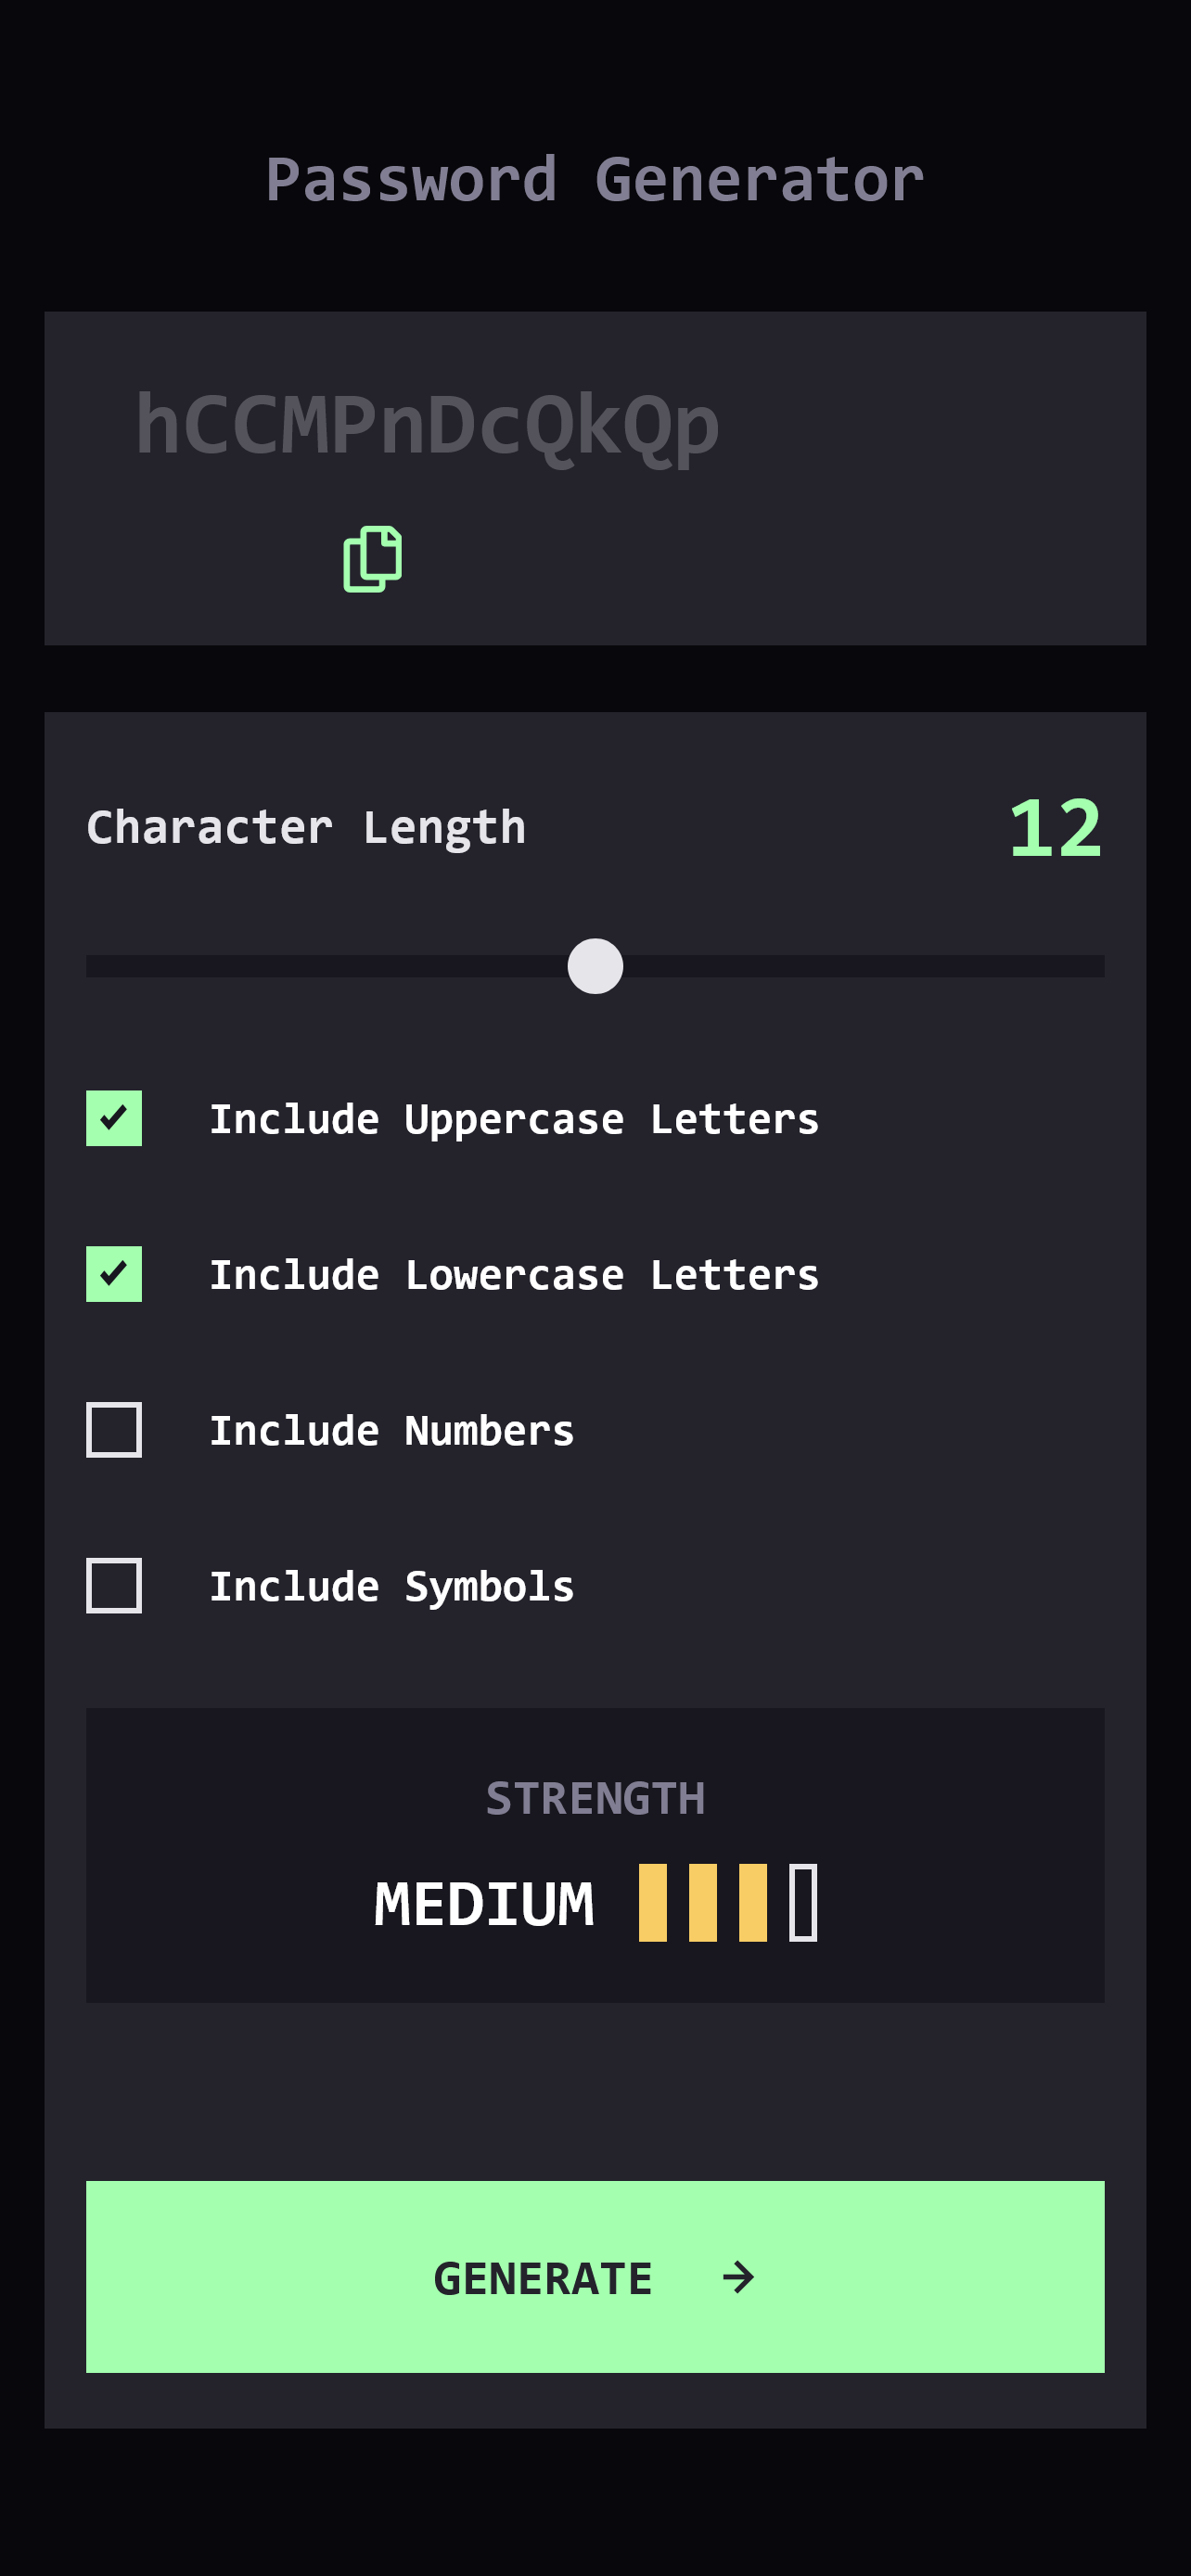 Password Generator
hCCMPnDcQkQp
Character Length
12
Include Uppercase Letters
Include Lowercase Letters
Include Numbers
Include Symbols
STRENGTH
MEDIUM
GENERATE